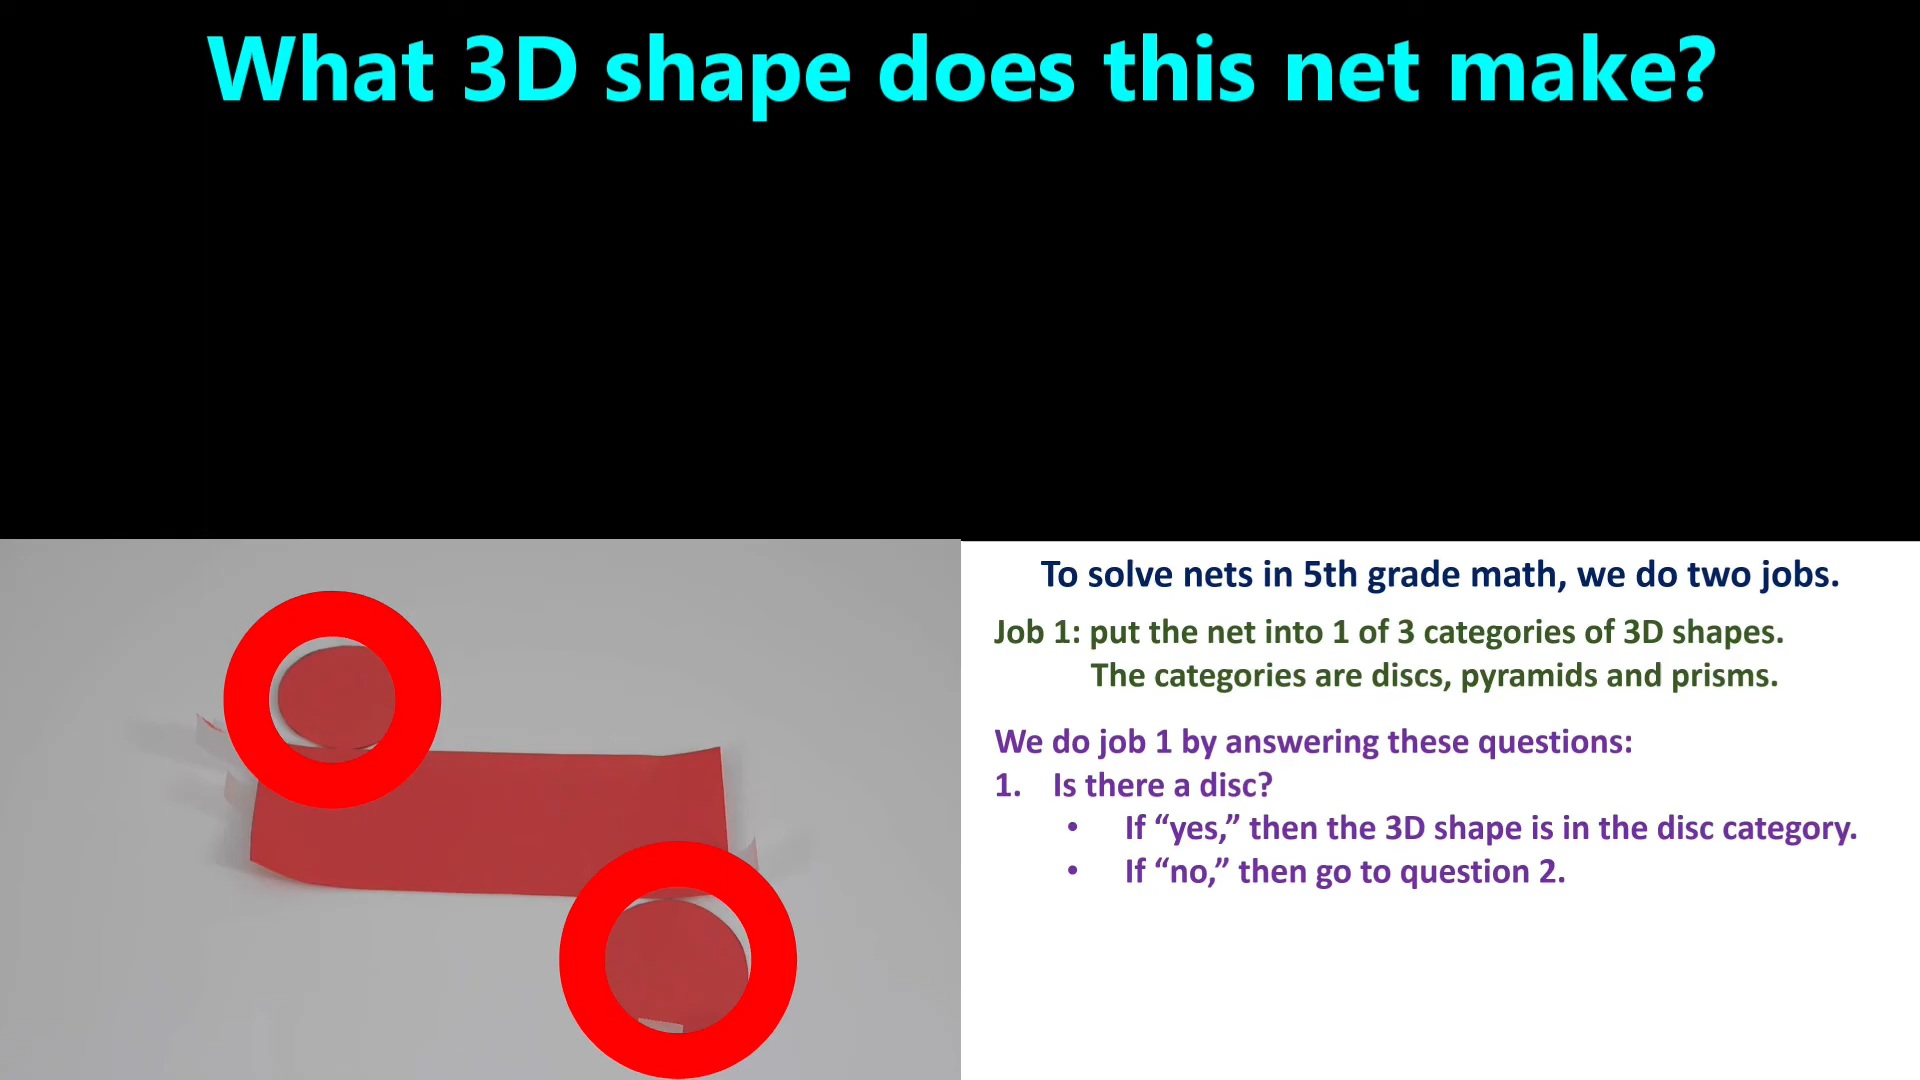 What 3D shape does this net make?
To solve nets in 5th grade math, we do two jobs.
Job 1: put the net into 1 of 3 categories of 3D shapes.
The categories are discs, pyramids and prisms.
We do job 1 by answering these questions:
1. Is there a disc?
• If “yes,” then the 3D shape is in the disc category.
• If “no,” then go to question 2.